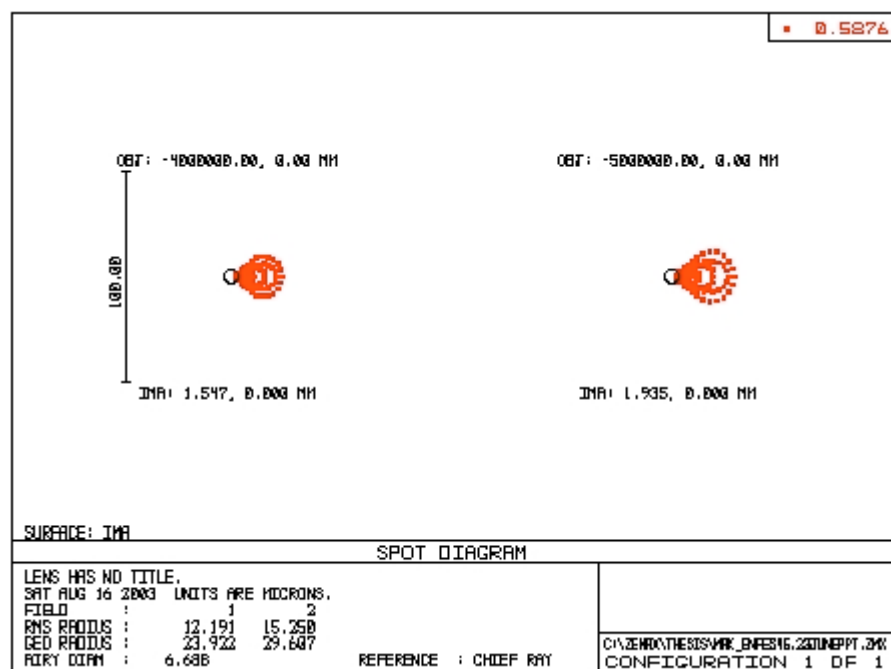 0.5876
OBJ: -4000000.00, 0.00 MM
OBJ: -5000000.00, 0.00 MM
100.00
IMA: 1.547, 0.000 MM
IMA: 1.935, 0.000 MM
SURFACE: IMA
SPOT DIAGRAM
LENS HAS NO TITLE.
SAT AUG 16 2003 UNITS ARE MICRONS.
FIELD : 1 2
RMS RADIUS : 12.191 15.250
GEO RADIUS : 23.922 29.607
AIRY DIAM : 6.688 REFERENCE : CHIEF RAY
CONFIGURATION 1 OF 1